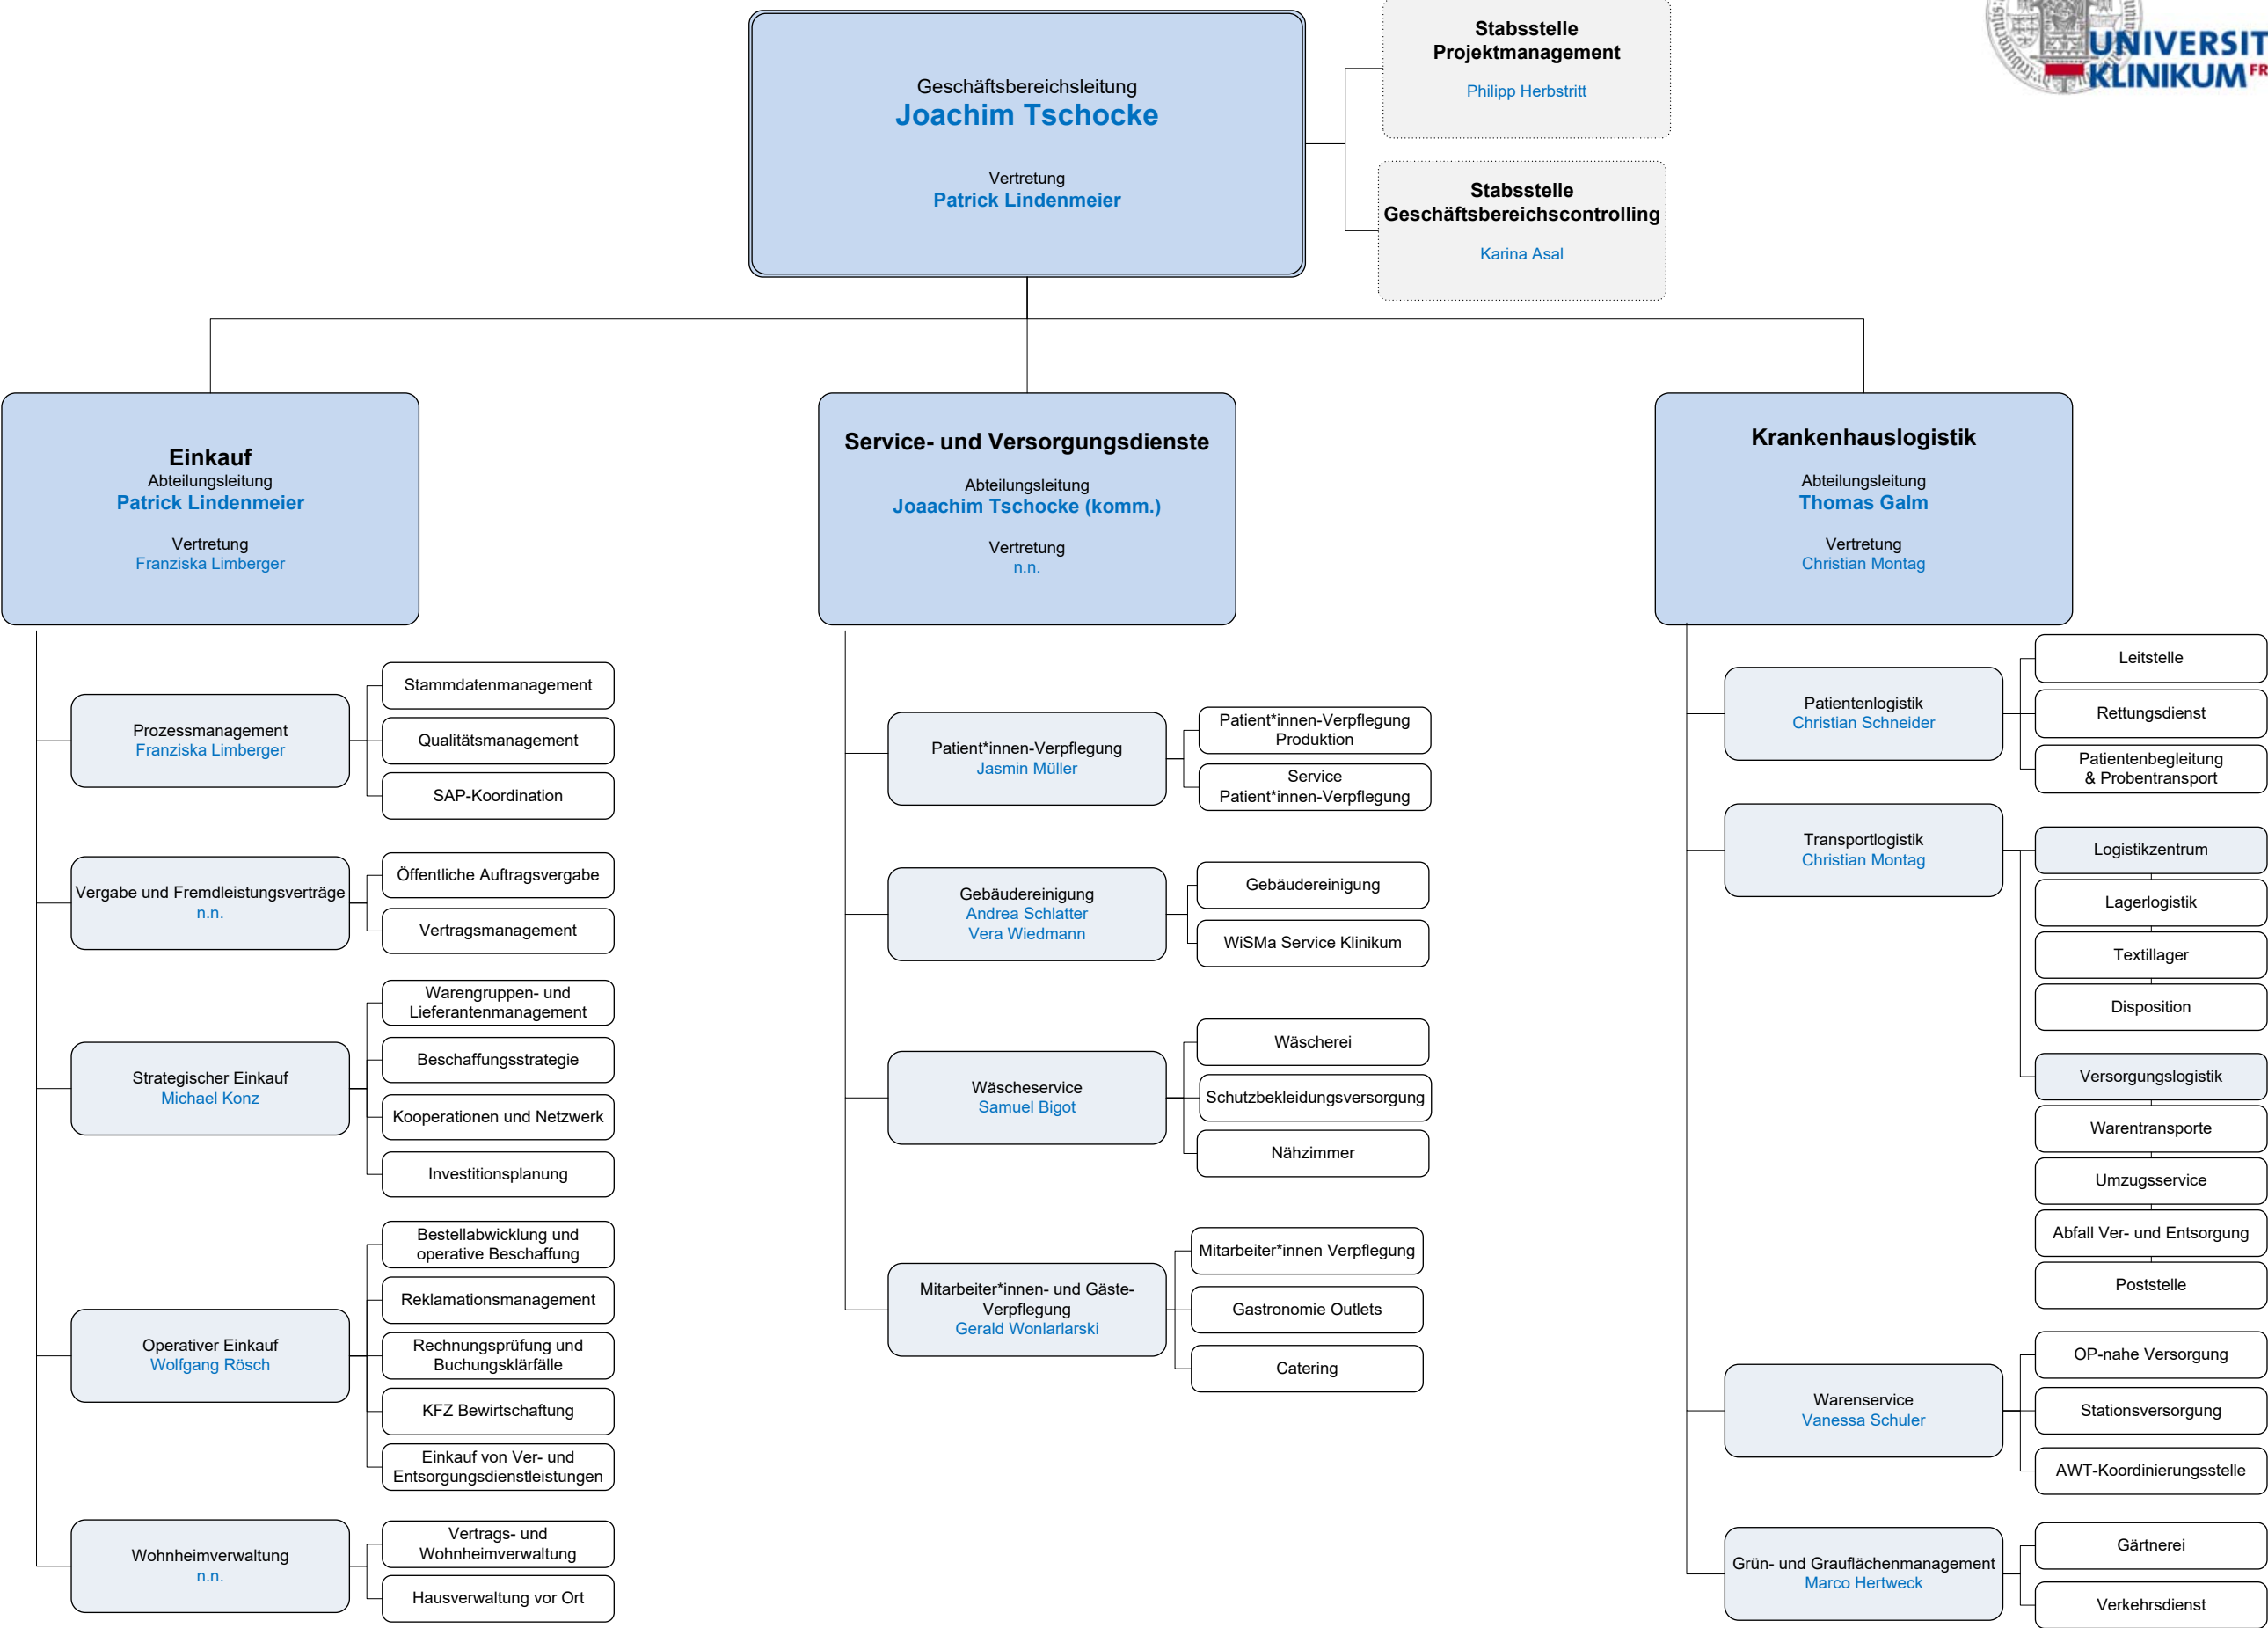 Geschäftsbereichsleitung
Joachim Tschocke
Vertretung
Patrick Lindenmeier
Stabsstelle
Projektmanagement
Philipp Herbstritt
Stabsstelle
Geschäftsbereichscontrolling
Karina Asal
UNIVERSIT
KLINIKUM FR
Einkauf
Abteilungsleitung
Patrick Lindenmeier
Vertretung
Franziska Limberger
Prozessmanagement
Franziska Limberger
Stammdatenmanagement
Qualitätsmanagement
SAP-Koordination
Vergabe und Fremdleistungsverträge
n.n.
Öffentliche Auftragsvergabe
Vertragsmanagement
Strategischer Einkauf
Michael Konz
Warengruppen- und
Lieferantenmanagement
Beschaffungsstrategie
Kooperationen und Netzwerk
Investitionsplanung
Operativer Einkauf
Wolfgang Rösch
Bestellabwicklung und
operative Beschaffung
Reklamationsmanagement
Rechnungsprüfung und
Buchungsklärfälle
KFZ Bewirtschaftung
Einkauf von Ver- und
Entsorgungsdienstleistungen
Wohnheimverwaltung
n.n.
Vertrags- und
Wohnheimverwaltung
Hausverwaltung vor Ort
Service- und Versorgungsdienste
Abteilungsleitung
Joaachim Tschocke (komm.)
Vertretung
n.n.
Patient*innen-Verpflegung
Jasmin Müller
Patient*innen-Verpflegung
Produktion
Service
Patient*innen-Verpflegung
Gebäudereinigung
Andrea Schlatter
Vera Wiedmann
Gebäudereinigung
WiSMa Service Klinikum
Wäscheservice
Samuel Bigot
Wäscherei
Schutzbekleidungsversorgung
Nähzimmer
Mitarbeiter*innen- und Gäste-
Verpflegung
Gerald Wonlarlarski
Mitarbeiter*innen Verpflegung
Gastronomie Outlets
Catering
Krankenhauslogistik
Abteilungsleitung
Thomas Galm
Vertretung
Christian Montag
Patientenlogistik
Christian Schneider
Leitstelle
Rettungsdienst
Patientenbegleitung
& Probentransport
Transportlogistik
Christian Montag
Logistikzentrum
Lagerlogistik
Textillager
Disposition
Versorgungslogistik
Warentransporte
Umzugsservice
Abfall Ver- und Entsorgung
Poststelle
Warenservice
Vanessa Schuler
OP-nahe Versorgung
Stationsversorgung
AWT-Koordinierungsstelle
Grün- und Grauflächenmanagement
Marco Hertweck
Gärtnerei
Verkehrsdienst